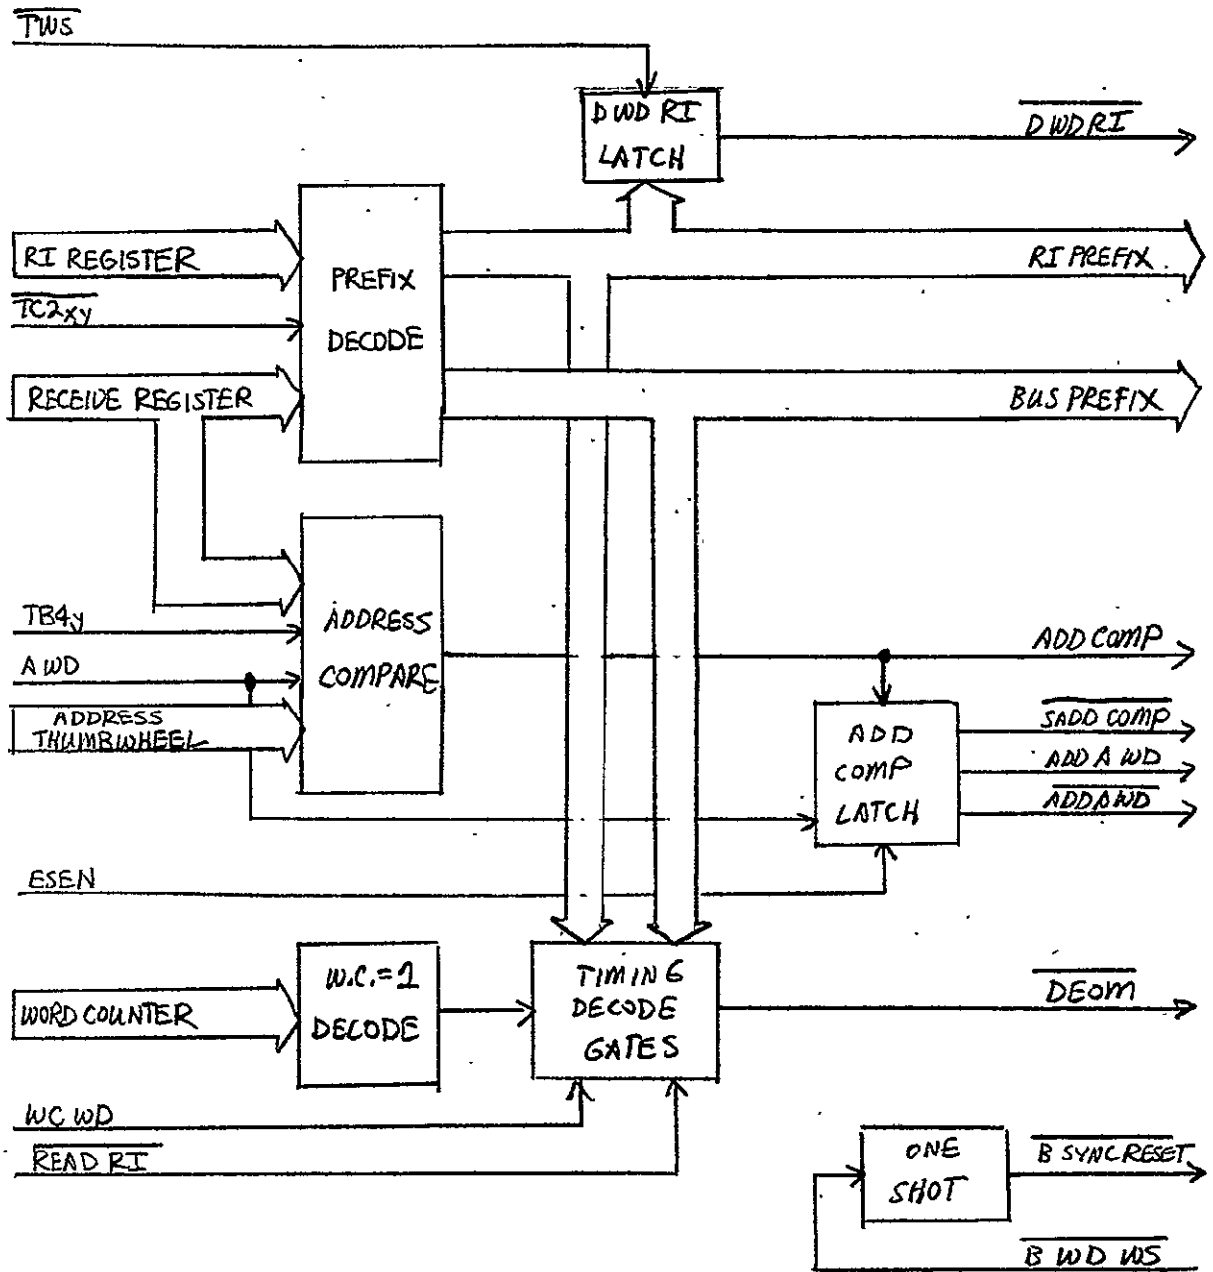 TWS
DWD RI
LATCH
DWDRI
RI REGISTER
PREFIX
DECODE
RI PREFIX
TC2xy
RECEIVE REGISTER
BUS PREFIX
ADDRESS
COMPARE
TB4y
AWD
ADDRESS
THUMBWHEEL
ADD COMP
ADD
COMP
LATCH
SADD COMP
ADD A WD
ADDAWD
ESEN
WORD COUNTER
W.C.=1
DECODE
TIMING
DECODE
GATES
DEOM
WC WD
READ RI
ONE
SHOT
B SYNC RESET
B WD WS